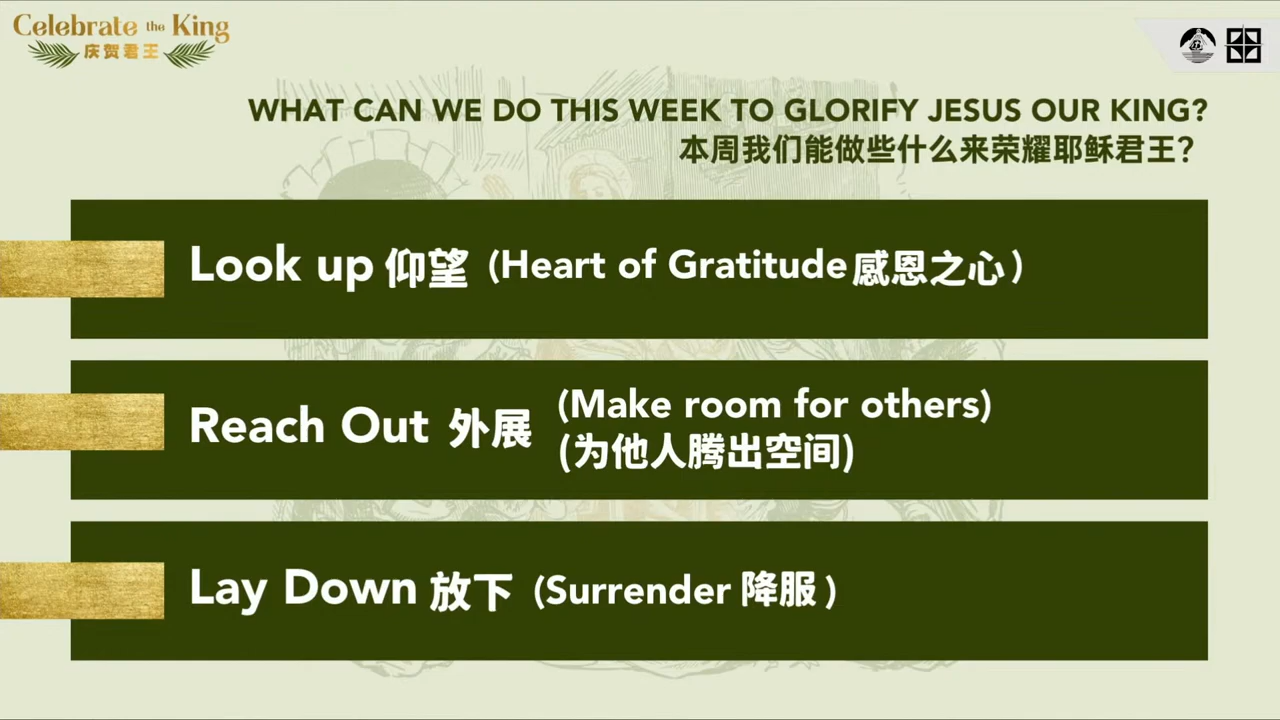 Celebrate the King
庆贺君王
WHAT CAN WE DO THIS WEEK TO GLORIFY JESUS OUR KING?
本周我们能做些什么来荣耀耶稣君王？
Look up 仰望 (Heart of Gratitude 感恩之心)
Reach Out 外展 (Make room for others)
(为他人腾出空间)
Lay Down 放下 (Surrender 降服)